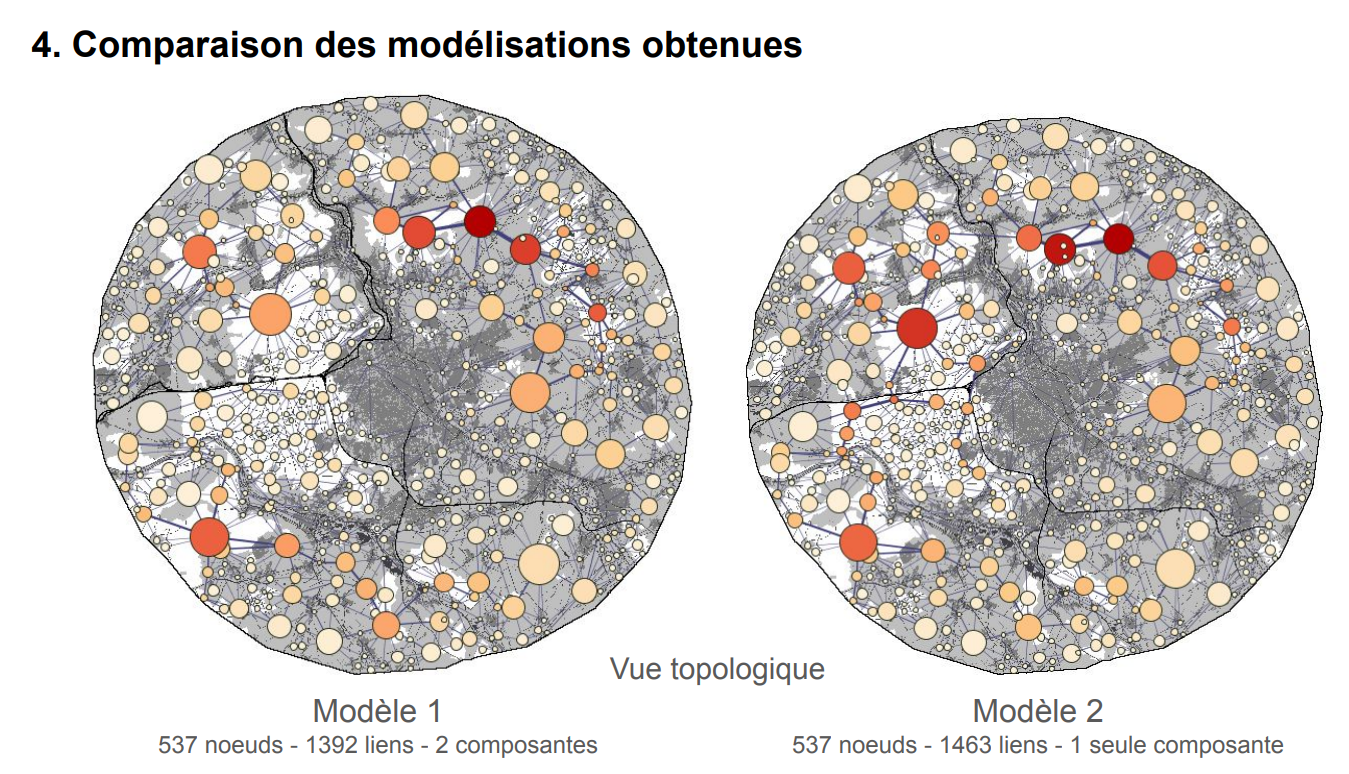 4. Comparaison des modélisations obtenues
Vue topologique
Modèle 1
537 noeuds - 1392 liens - 2 composantes
Modèle 2
537 noeuds - 1463 liens - 1 seule composante